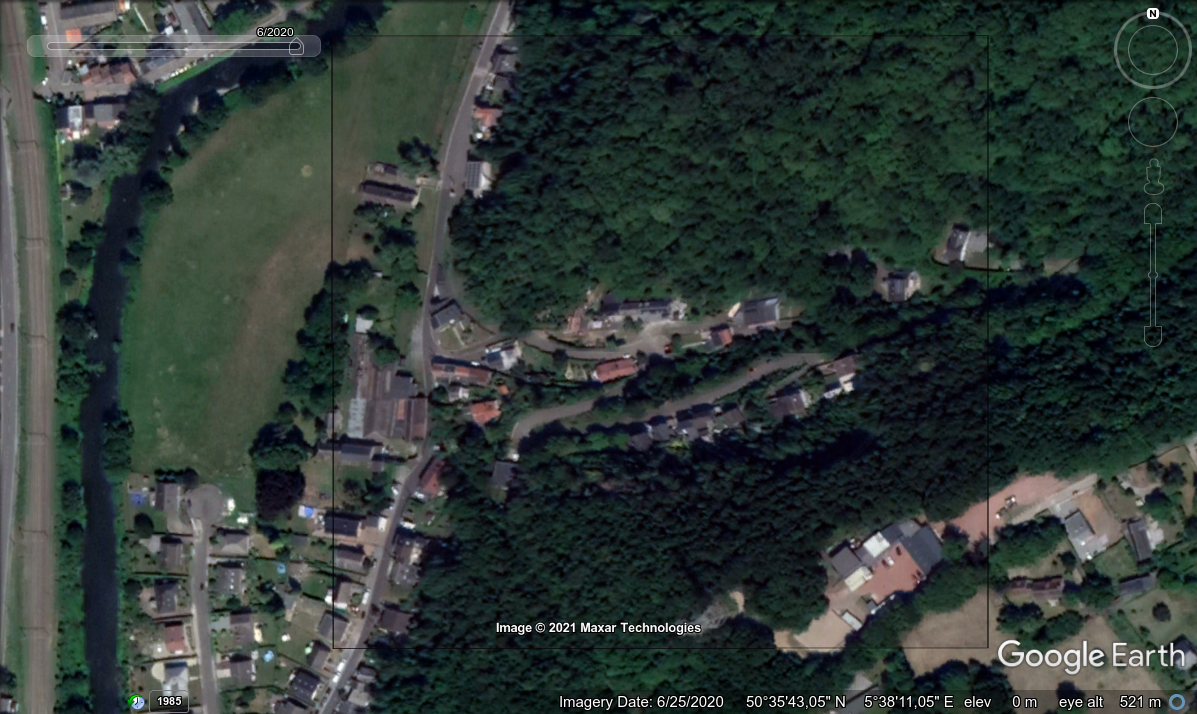 N
6/2020
Image © 2021 Maxar Technologies
Google Earth
1985
Imagery Date: 6/25/2020 50°35'43,05" N 5°38'11,05" E elev 0 m eye alt 521 m